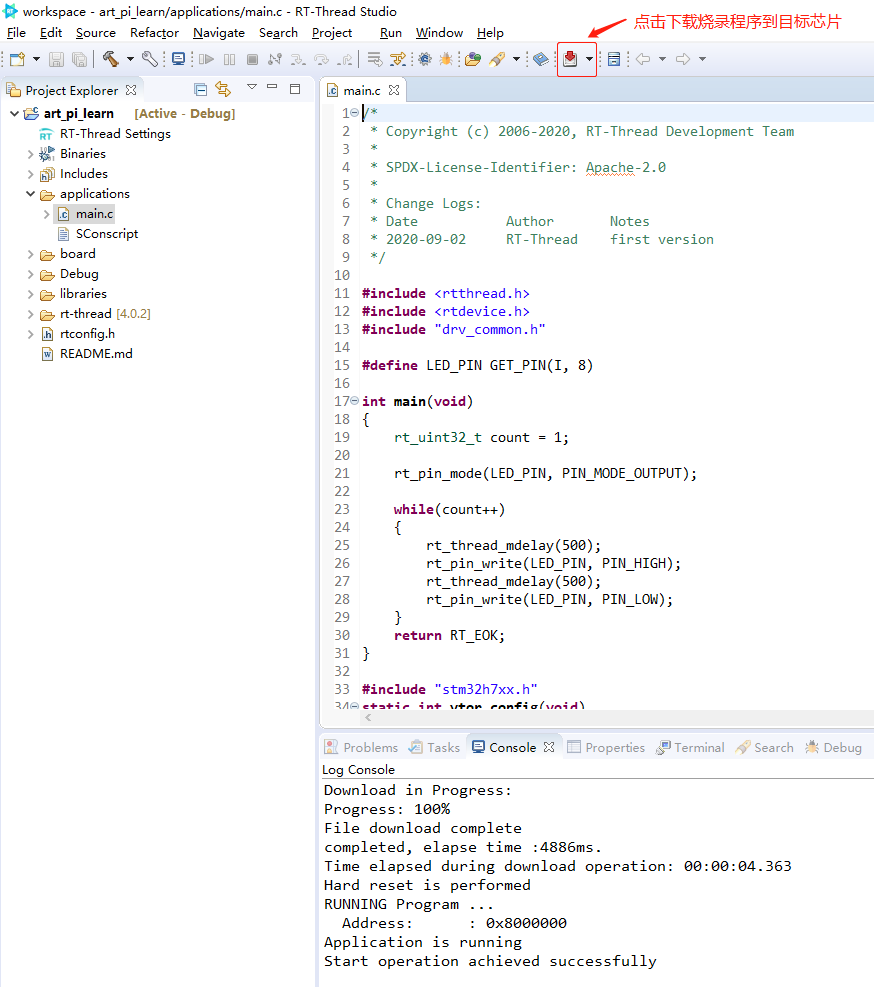 workspace - art_pi_learn/applications/main.c - RT-Thread Studio
File Edit Source Refactor Navigate Search Project Run Window Help
点击下载烧录程序到目标芯片
Project Explorer
art_pi_learn [Active - Debug]
RT-Thread Settings
Binaries
Includes
applications
main.c
SConscript
board
Debug
libraries
rt-thread [4.0.2]
rtconfig.h
README.md
main.c
1 /*
2 * Copyright (c) 2006-2020, RT-Thread Development Team
3 *
4 * SPDX-License-Identifier: Apache-2.0
5 *
6 * Change Logs:
7 * Date Author Notes
8 * 2020-09-02 RT-Thread first version
9 */
10
11 #include <rtthread.h>
12 #include <rtdevice.h>
13 #include "drv_common.h"
14
15 #define LED_PIN GET_PIN(I, 8)
16
17 int main(void)
18 {
19 rt_uint32_t count = 1;
20
21 rt_pin_mode(LED_PIN, PIN_MODE_OUTPUT);
22
23 while(count++)
24 {
25 rt_thread_mdelay(500);
26 rt_pin_write(LED_PIN, PIN_HIGH);
27 rt_thread_mdelay(500);
28 rt_pin_write(LED_PIN, PIN_LOW);
29 }
30 return RT_EOK;
31 }
32
33 #include "stm32h7xx.h"
34 static int vtor_config(void)
Problems Tasks Console Properties Terminal Search Debug
Log Console
Download in Progress:
Progress: 100%
File download complete
completed, elapse time :4886ms.
Time elapsed during download operation: 00:00:04.363
Hard reset is performed
RUNNING Program ...
Address: : 0x8000000
Application is running
Start operation achieved successfully